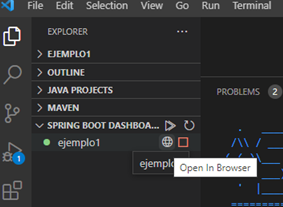 File Edit Selection View Go Run Terminal
EXPLORER
EJEMPLO1
OUTLINE
JAVA PROJECTS
MAVEN
SPRING BOOT DASHBOA...
ejemplo1
ejemplo
Open In Browser
PROBLEMS 2
1